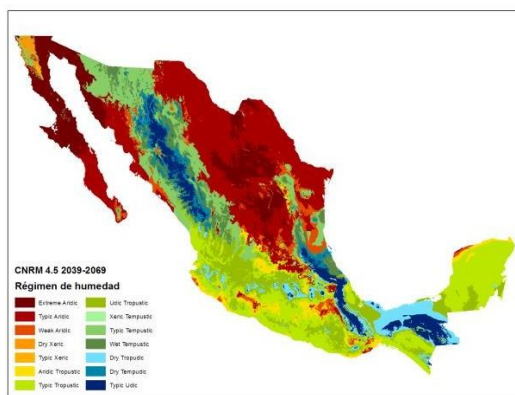 CNRM 4.5 2039-2069
Régimen de humedad
Extreme Aridic
Typic Aridic
Weak Aridic
Dry Xeric
Typic Xeric
Aridic Tropustic
Typic Tropustic
Udic Tropustic
Xeric Tempustic
Typic Tempustic
Wet Tempustic
Dry Tropudic
Dry Tempudic
Typic Udic